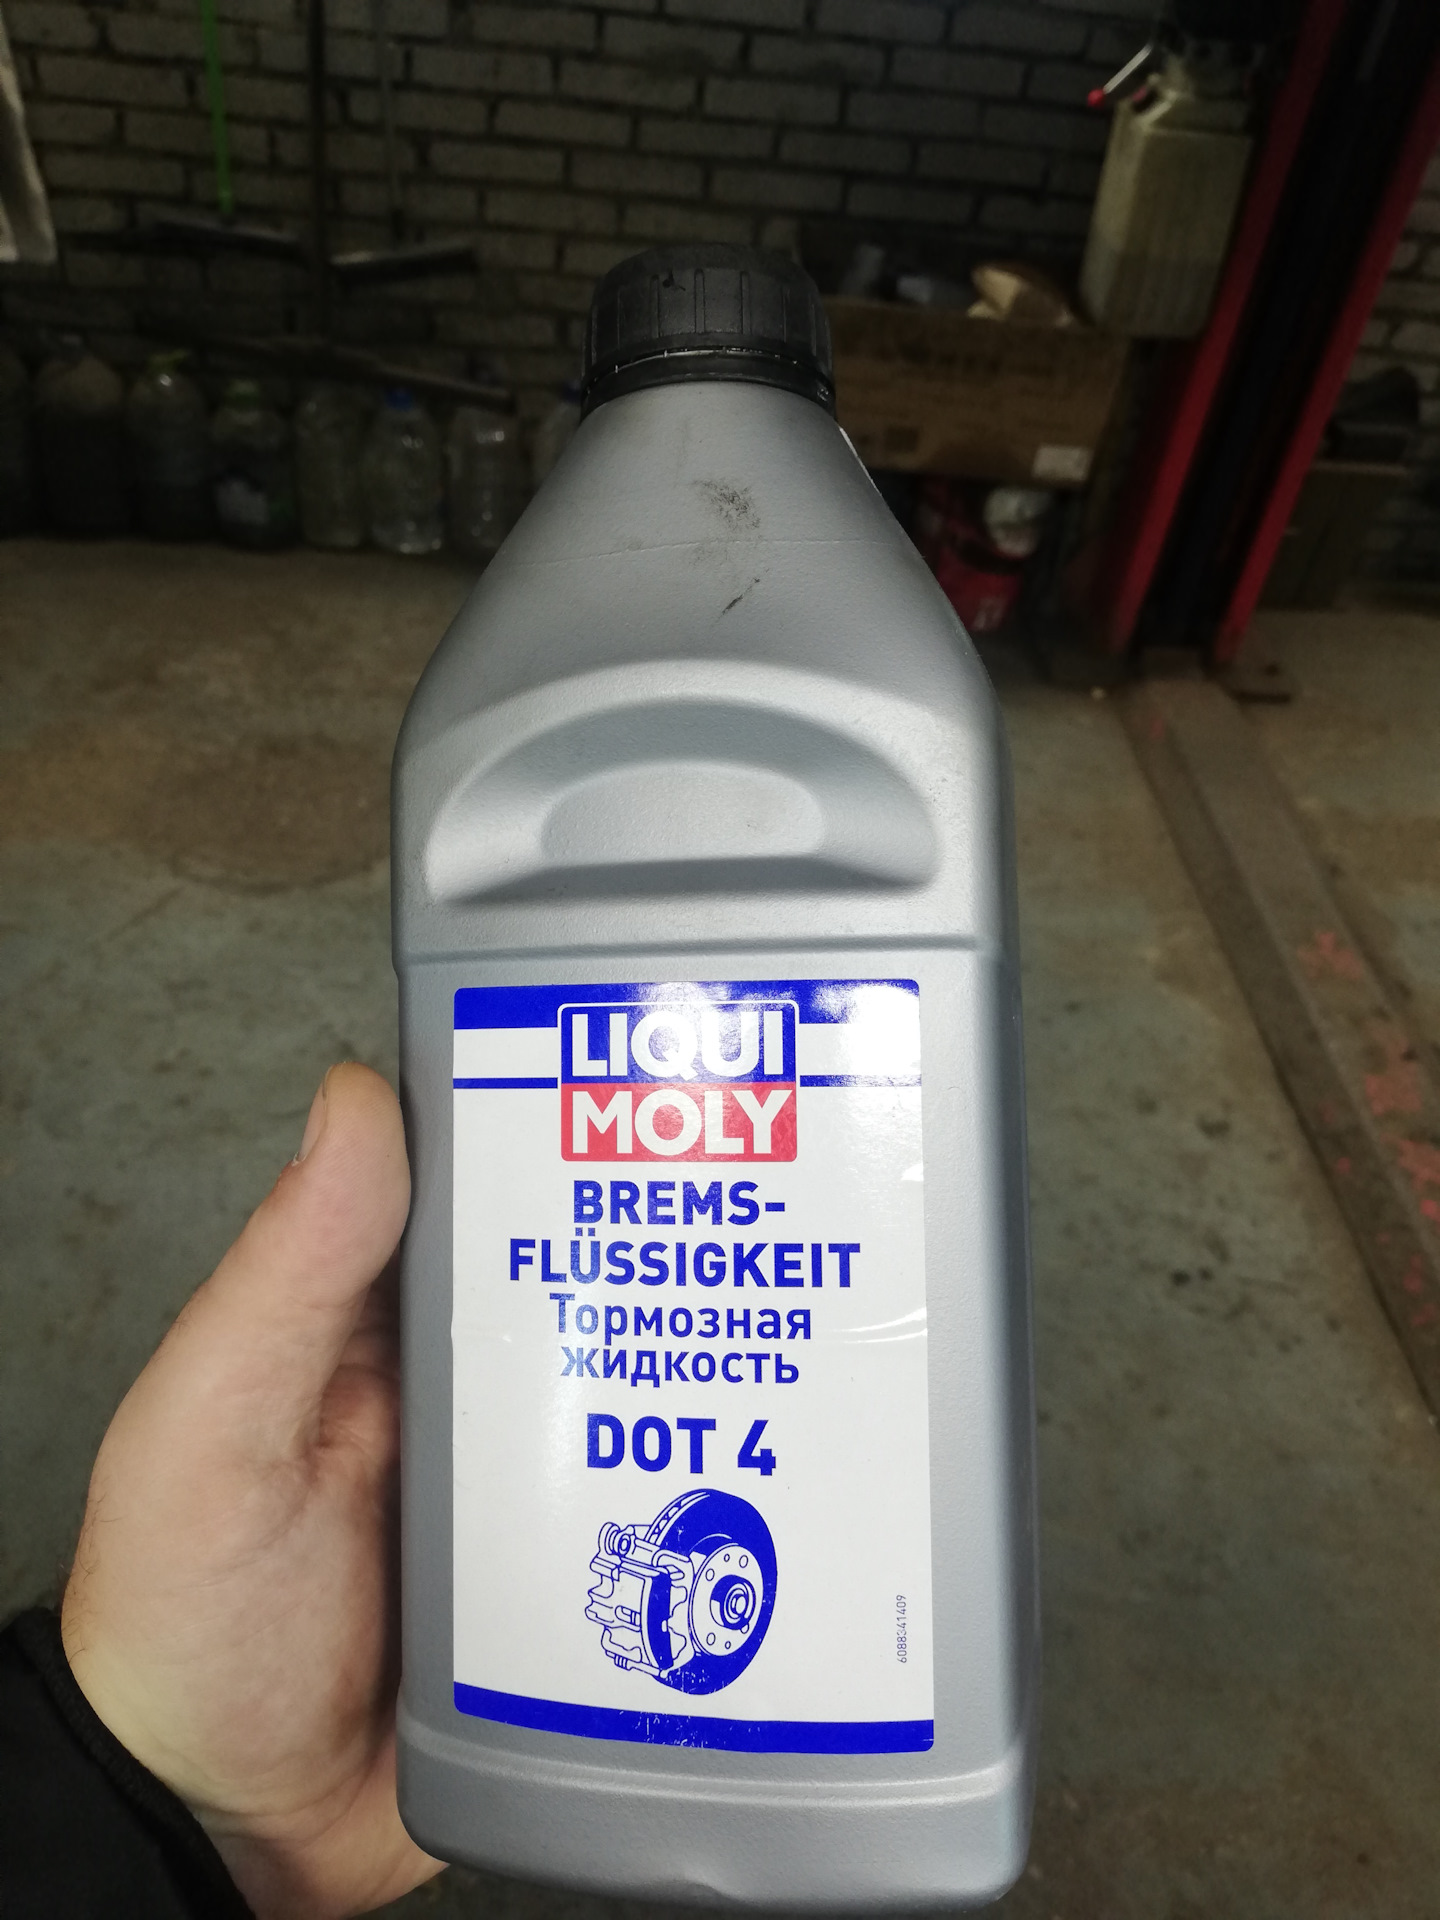 LIQUI
MOLY
BREMS-
FLÜSSIGKEIT
Тормозная
жидкость
DOT 4
6088341409